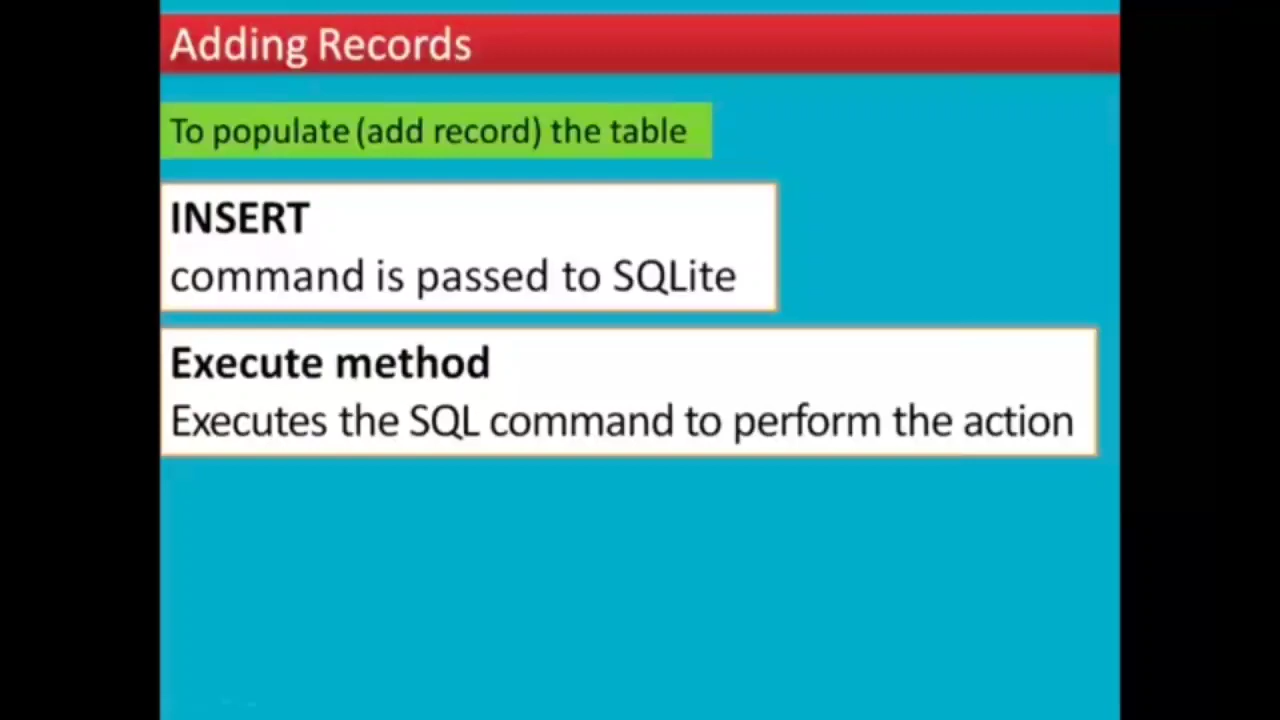 Adding Records
To populate (add record) the table
INSERT
command is passed to SQLite
Execute method
Executes the SQL command to perform the action